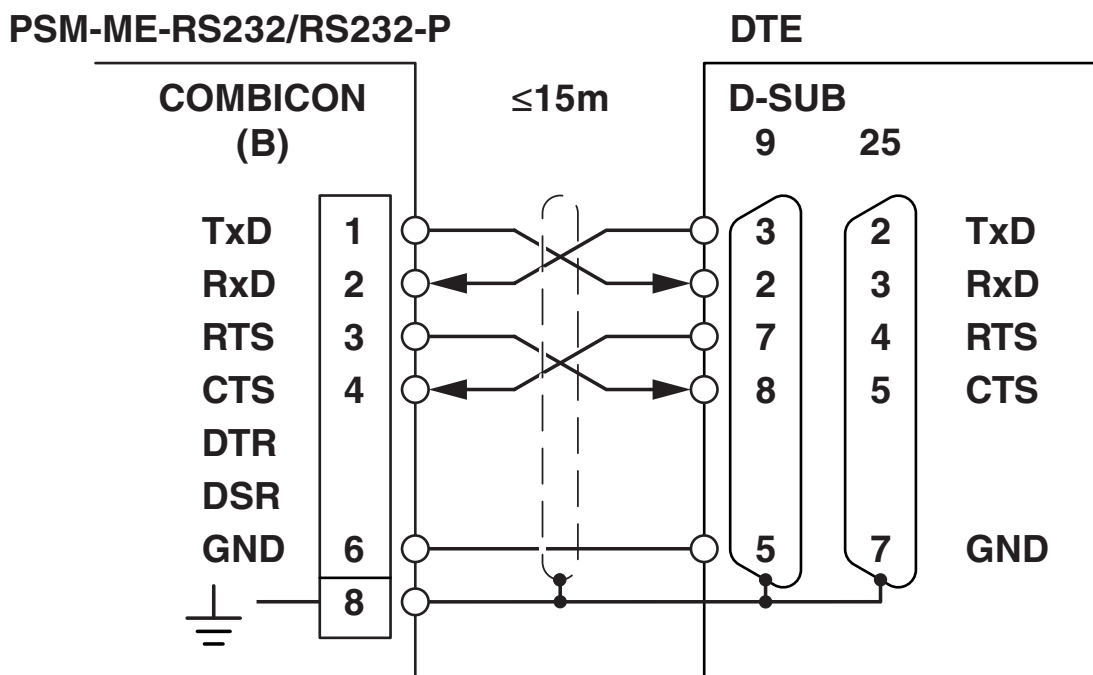 PSM-ME-RS232/RS232-P DTE
COMBICON ≤15m D-SUB
(B) 9 25
TxD 1 3 2 TxD
RxD 2 2 3 RxD
RTS 3 7 4 RTS
CTS 4 8 5 CTS
DTR
DSR
GND 6 5 7 GND
8